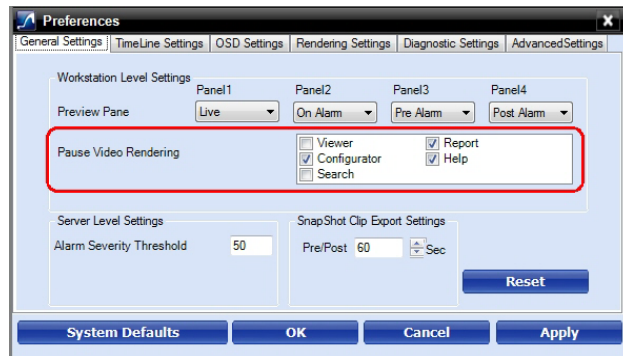 Preferences
General Settings TimeLine Settings OSD Settings Rendering Settings Diagnostic Settings AdvancedSettings
Workstation Level Settings
Panel1 Panel2 Panel3 Panel4
Preview Pane Live On Alarm Pre Alarm Post Alarm
Pause Video Rendering
Viewer Report
Configurator Help
Search
Server Level Settings SnapShot Clip Export Settings
Alarm Severity Threshold 50 Pre/Post 60 Sec
Reset
System Defaults OK Cancel Apply